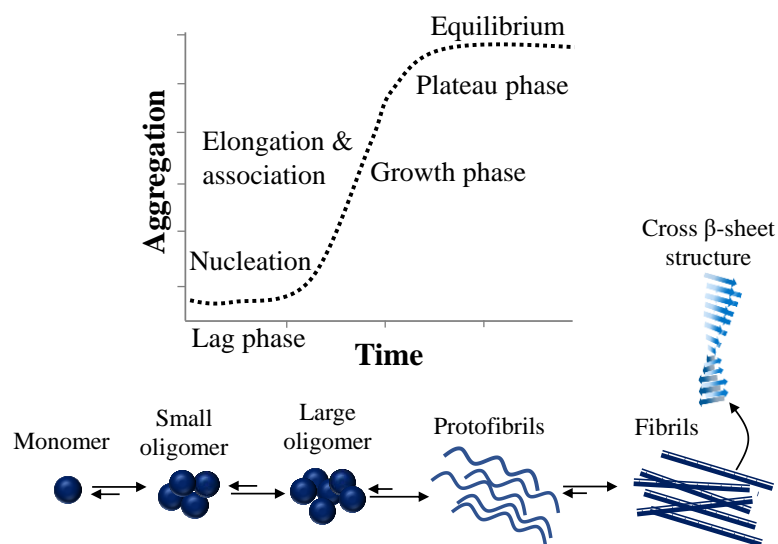 Equilibrium
Plateau phase
Elongation &
association
Growth phase
Aggregation
Nucleation
Lag phase
Time
Cross β-sheet
structure
Monomer
Small
oligomer
Large
oligomer
Protofibrils
Fibrils